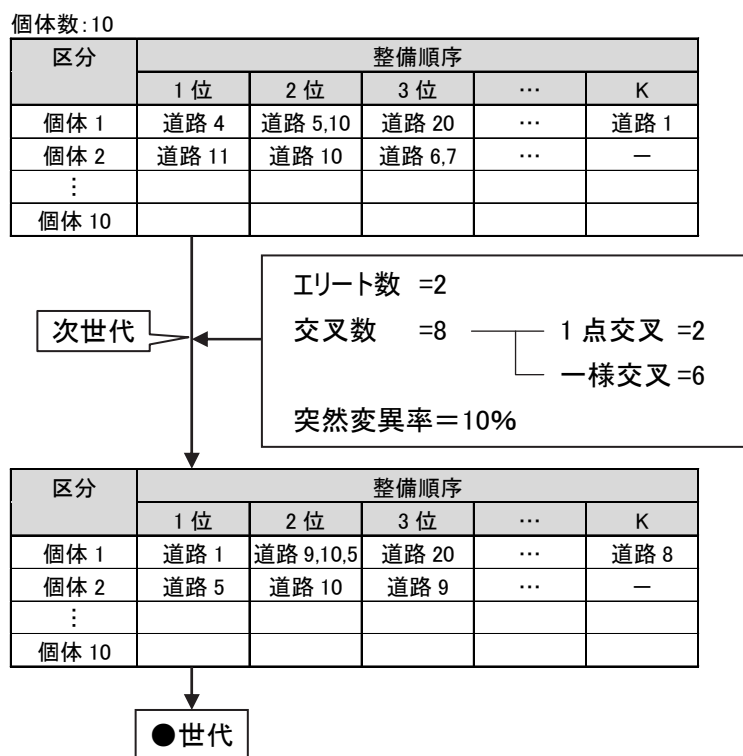 個体数:10
区分 整備順序
1位 2位 3位 … K
個体1 道路4 道路5,10 道路20 … 道路1
個体2 道路11 道路10 道路6,7 … －
⋮
個体10
エリート数 =2
交叉数 =8 1点交叉 =2
一様交叉=6
突然変異率＝10%
次世代
区分 整備順序
1位 2位 3位 … K
個体1 道路1 道路9,10,5 道路20 … 道路8
個体2 道路5 道路10 道路9 … －
⋮
個体10
●世代